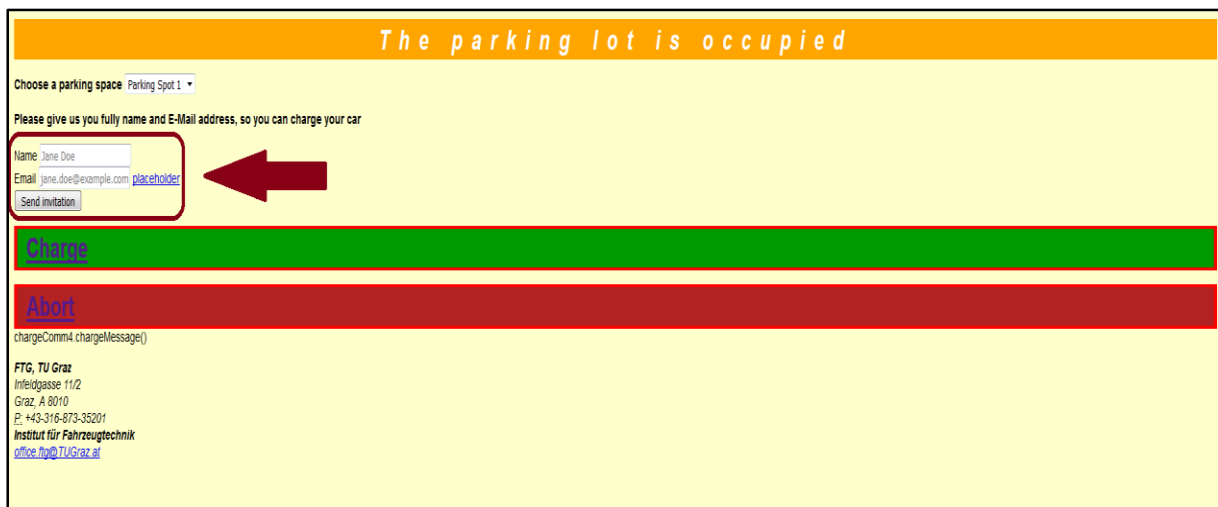 The parking lot is occupied
Choose a parking space Parking Spot 1
Please give us you fully name and E-Mail address, so you can charge your car
Name Jane Doe
Email jane.doe@example.com placeholder
Send invitation
Charge
Abort
chargeComm4.chargeMessage()
FTG, TU Graz
Infeldgasse 11/2
Graz, A 8010
P: +43-316-873-35201
Institut für Fahrzeugtechnik
office.ftg@TUGraz.at